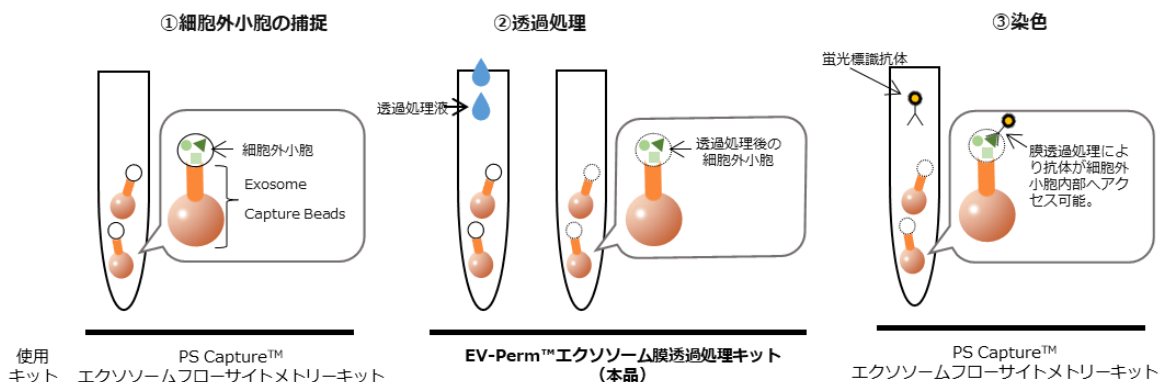 ①細胞外小胞の捕捉
細胞外小胞
Exosome
Capture Beads
②透過処理
透過処理液
透過処理後の
細胞外小胞
③染色
蛍光標識抗体
膜透過処理によ
り抗体が細胞外
小胞内部へアク
セス可能。
使用
キット
PS Capture™
エクソソームフローサイトメトリーキット
EV-Perm™エクソソーム膜透過処理キット
（本品）
PS Capture™
エクソソームフローサイトメトリーキット